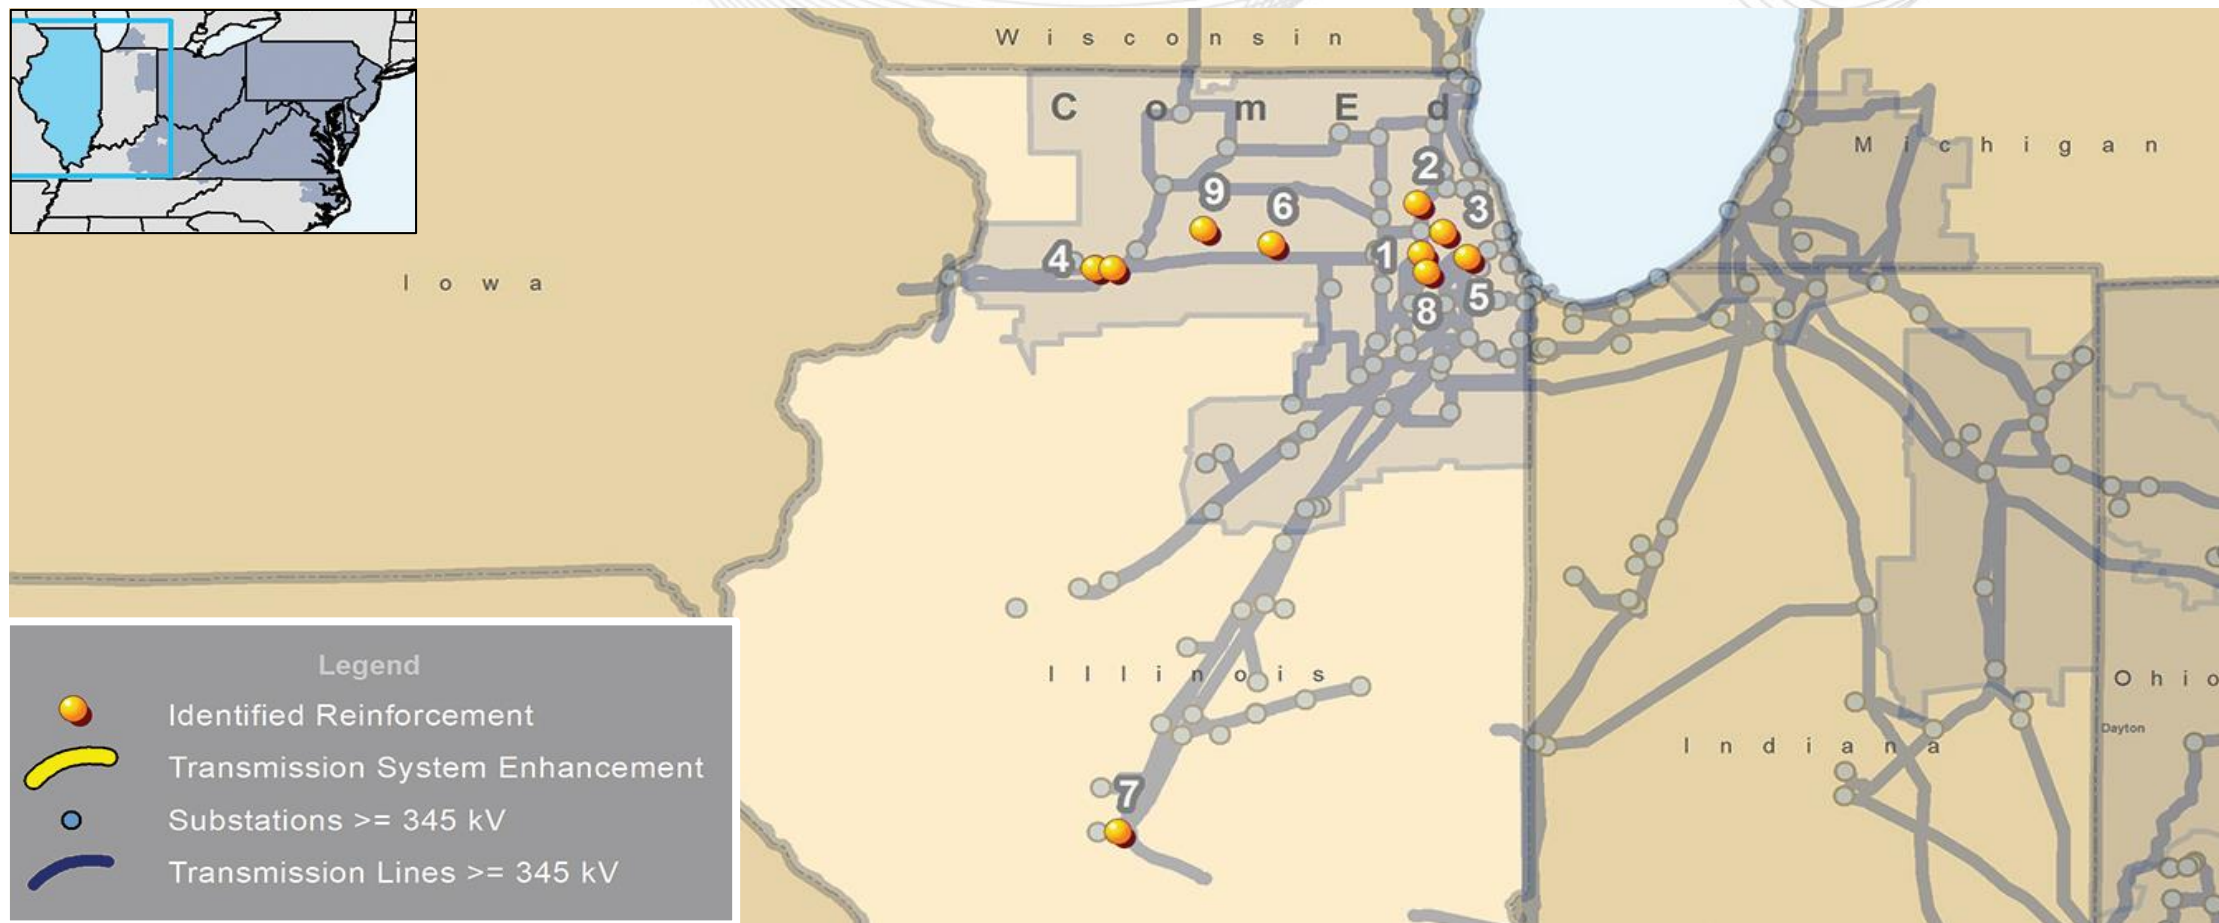 Wisconsin
ComEd
Michigan
2
9
6
3
1
4
Iowa
5
8
Legend
Identified Reinforcement
Transmission System Enhancement
Substations >= 345 kV
Transmission Lines >= 345 kV
Illinois
Ohio
Dayton
Indiana
7